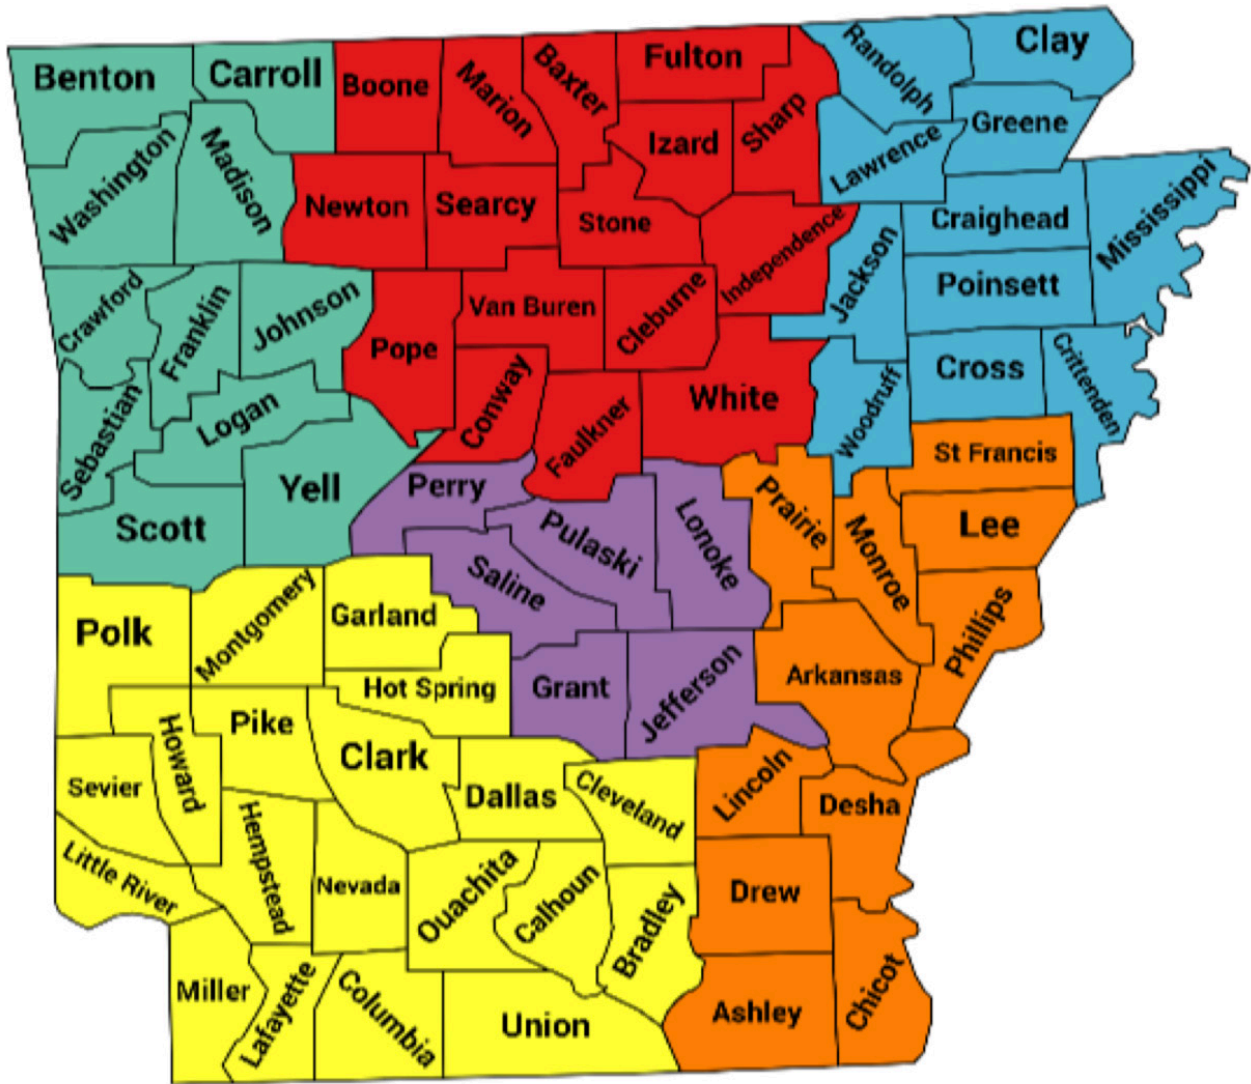 Benton
Carroll
Boone
Marion
Baxter
Fulton
Randolph
Clay
Washington
Madison
Izard
Sharp
Lawrence
Greene
Newton
Searcy
Stone
Independence
Jackson
Craighead
Mississippi
Crawford
Franklin
Johnson
Pope
Van Buren
Cleburne
Poinsett
Sebastian
Logan
Conway
Faulkner
White
Woodruff
Cross
Crittenden
Scott
Yell
Perry
Pulaski
Lonoke
Prairie
Monroe
St Francis
Lee
Polk
Montgomery
Garland
Saline
Hot Spring
Grant
Jefferson
Arkansas
Phillips
Sevier
Howard
Pike
Clark
Dallas
Cleveland
Lincoln
Desha
Little River
Hempstead
Nevada
Ouachita
Calhoun
Bradley
Drew
Miller
Lafayette
Columbia
Union
Ashley
Chicot